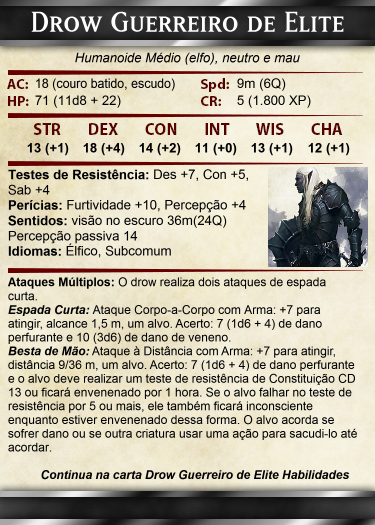 Drow Guerreiro de Elite
Humanoide Médio (elfo), neutro e mau
AC: 18 (couro batido, escudo) Spd: 9m (6Q)
HP: 71 (11d8 + 22) CR: 5 (1.800 XP)
STR DEX CON INT WIS CHA
13 (+1) 18 (+4) 14 (+2) 11 (+0) 13 (+1) 12 (+1)
Testes de Resistência: Des +7, Con +5,
Sab +4
Perícias: Furtividade +10, Percepção +4
Sentidos: visão no escuro 36m(24Q)
Percepção passiva 14
Idiomas: Élfico, Subcomum
Ataques Múltiplos: O drow realiza dois ataques de espada
curta.
Espada Curta: Ataque Corpo-a-Corpo com Arma: +7 para
atingir, alcance 1,5 m, um alvo. Acerto: 7 (1d6 + 4) de dano
perfurante e 10 (3d6) de dano de veneno.
Besta de Mão: Ataque à Distância com Arma: +7 para atingir,
distância 9/36 m, um alvo. Acerto: 7 (1d6 + 4) de dano perfurante
e o alvo deve realizar um teste de resistência de Constituição CD
13 ou ficará envenenado por 1 hora. Se o alvo falhar no teste de
resistência por 5 ou mais, ele também ficará inconsciente
enquanto estiver envenenado dessa forma. O alvo acorda se
sofrer dano ou se outra criatura usar uma ação para sacudi-lo até
acordar.
Continua na carta Drow Guerreiro de Elite Habilidades